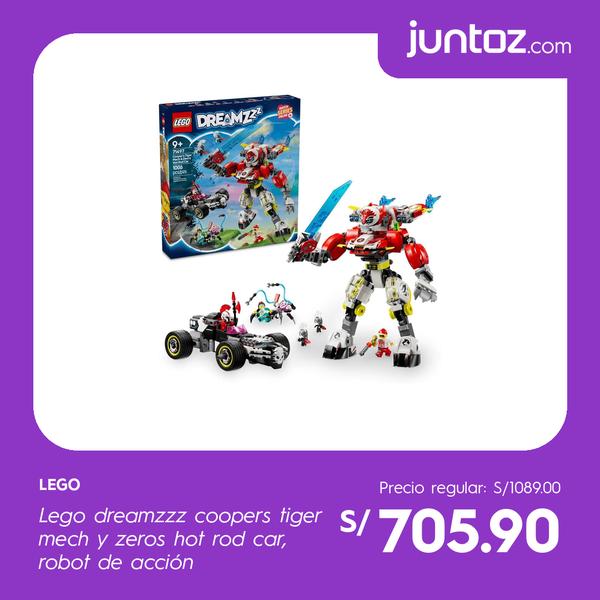 juntoz.com
LEGO
DREAMZzz
9+
LEGO
Precio regular: S/1089.00
Lego dreamzzz coopers tiger
mech y zeros hot rod car,
robot de acción
S/ 705.90